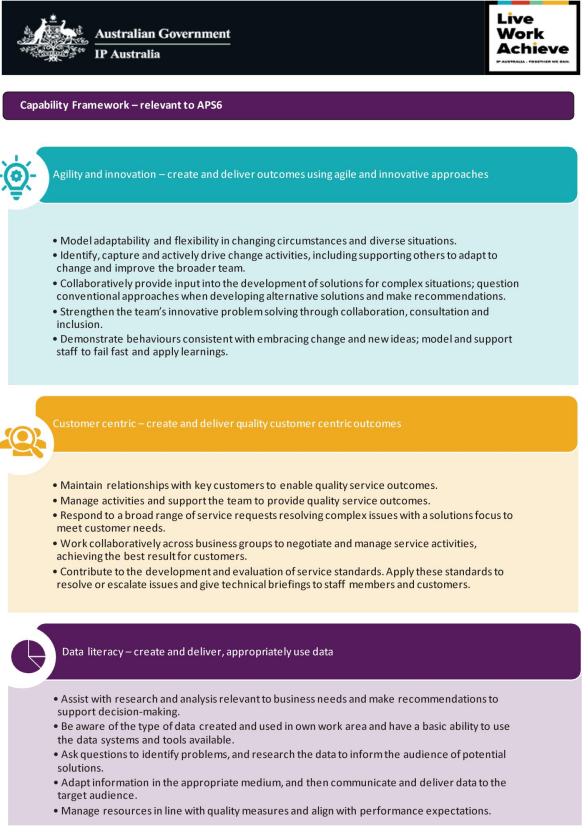 Australian Government
IP Australia
Live
Work
Achieve
IP AUSTRALIA - TOGETHER WE CAN.
Capability Framework – relevant to APS6
Agility and innovation – create and deliver outcomes using agile and innovative approaches
• Model adaptability and flexibility in changing circumstances and diverse situations.
• Identify, capture and actively drive change activities, including supporting others to adapt to
change and improve the broader team.
• Collaboratively provide input into the development of solutions for complex situations; question
conventional approaches when developing alternative solutions and make recommendations.
• Strengthen the team's innovative problem solving through collaboration, consultation and
inclusion.
• Demonstrate behaviours consistent with embracing change and new ideas; model and support
staff to fail fast and apply learnings.
Customer centric – create and deliver quality customer centric outcomes
• Maintain relationships with key customers to enable quality service outcomes.
• Manage activities and support the team to provide quality service outcomes.
• Respond to a broad range of service requests resolving complex issues with a solutions focus to
meet customer needs.
• Work collaboratively across business groups to negotiate and manage service activities,
achieving the best result for customers.
• Contribute to the development and evaluation of service standards. Apply these standards to
resolve or escalate issues and give technical briefings to staff members and customers.
Data literacy – create and deliver, appropriately use data
• Assist with research and analysis relevant to business needs and make recommendations to
support decision-making.
• Be aware of the type of data created and used in own work area and have a basic ability to use
the data systems and tools available.
• Ask questions to identify problems, and research the data to inform the audience of potential
solutions.
• Adapt information in the appropriate medium, and then communicate and deliver data to the
target audience.
• Manage resources in line with quality measures and align with performance expectations.